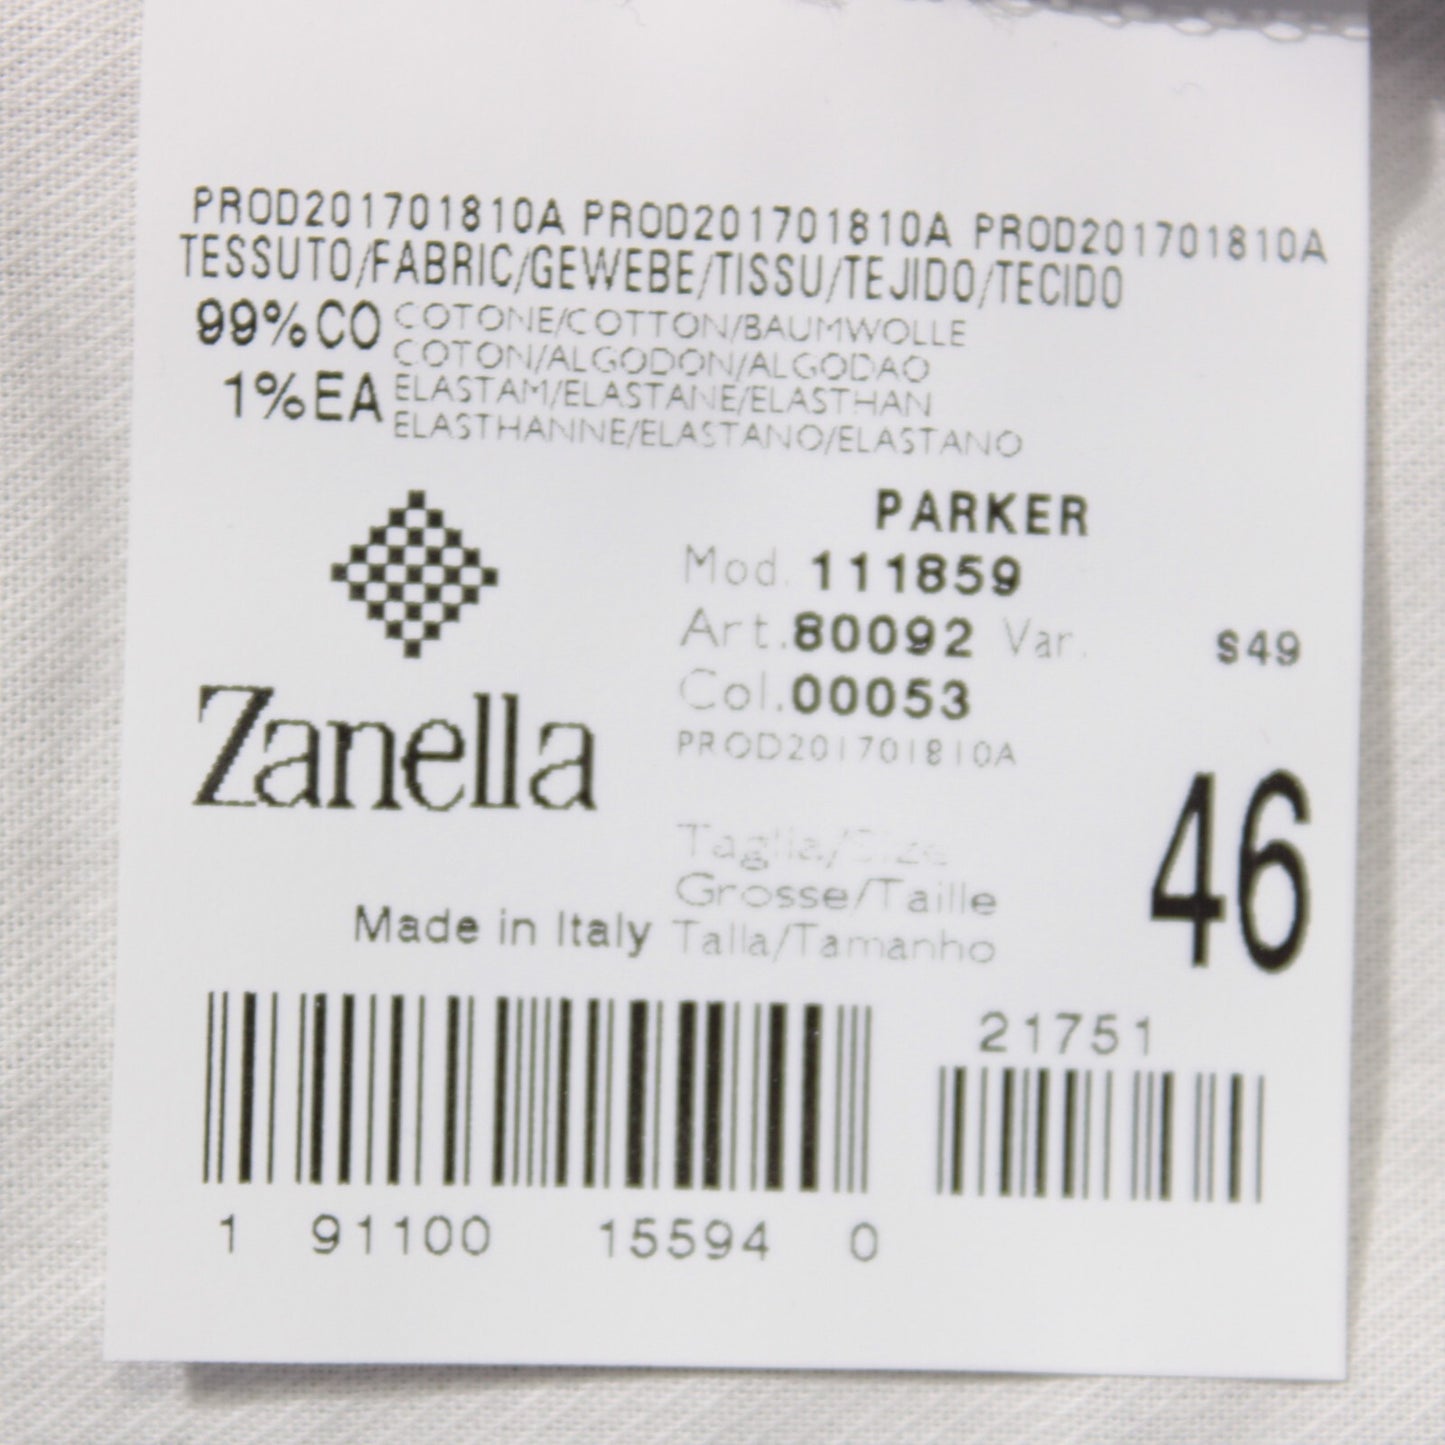 PROD201701810A PROD201701810A PROD201701810A
TESSUTO/FABRIC/GEWEBE/TISSU/TEJIDO/TECIDO
99%CO COTONE/COTTON/BAUMWOLLE
COTON/ALGODON/ALGODAO
1%EA ELASTAM/ELASTANE/ELASTHAN
ELASTHANNE/ELASTANO/ELASTANO
PARKER
Mod. 111859
Art.80092 Var. S49
Col.00053
PROD201701810A
Zanella
Taglia/Size
Grosse/Taille
Talla/Tamanho
46
Made in Italy
21751
1 91100 15594 0